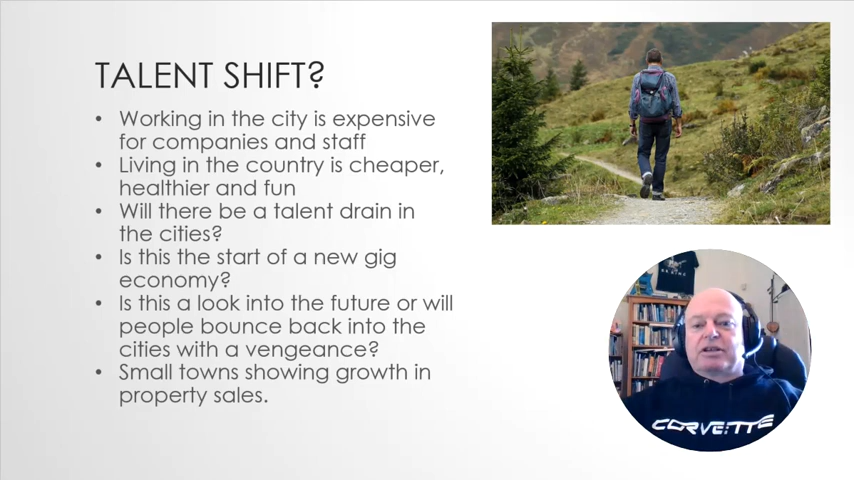 TALENT SHIFT?
• Working in the city is expensive
for companies and staff
• Living in the country is cheaper,
healthier and fun
• Will there be a talent drain in
the cities?
• Is this the start of a new gig
economy?
• Is this a look into the future or will
people bounce back into the
cities with a vengeance?
• Small towns showing growth in
property sales.
CORVETTE